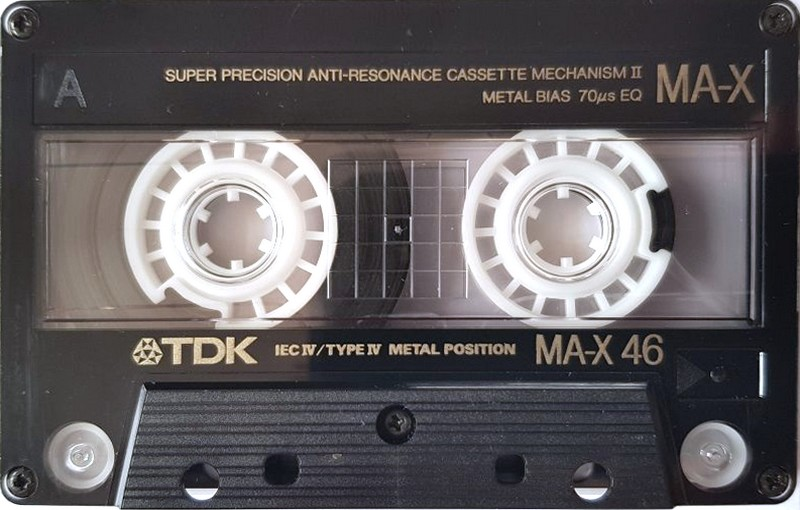 A
SUPER PRECISION ANTI-RESONANCE CASSETTE MECHANISM II
METAL BIAS 70μs EQ
MA-X
TDK IEC IV/TYPE IV METAL POSITION MA-X 46